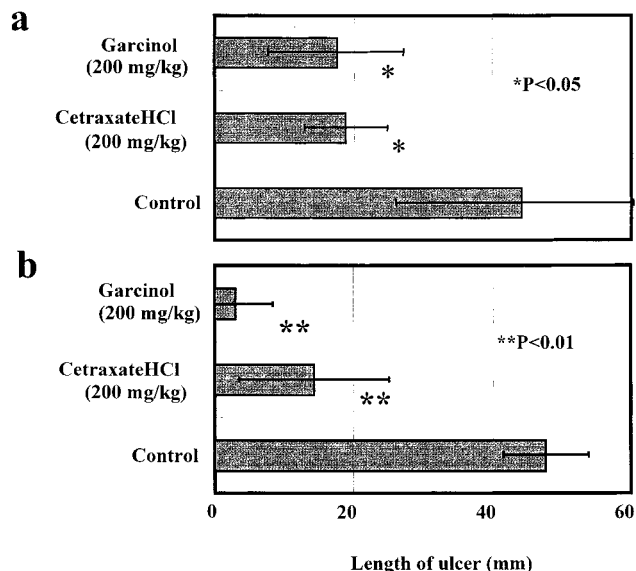 a
Garcinol
(200 mg/kg)
*
*P<0.05
CetraxateHCl
(200 mg/kg)
*
Control
b
Garcinol
(200 mg/kg)
**
**P<0.01
CetraxateHCl
(200 mg/kg)
**
Control
0 20 40 60
Length of ulcer (mm)